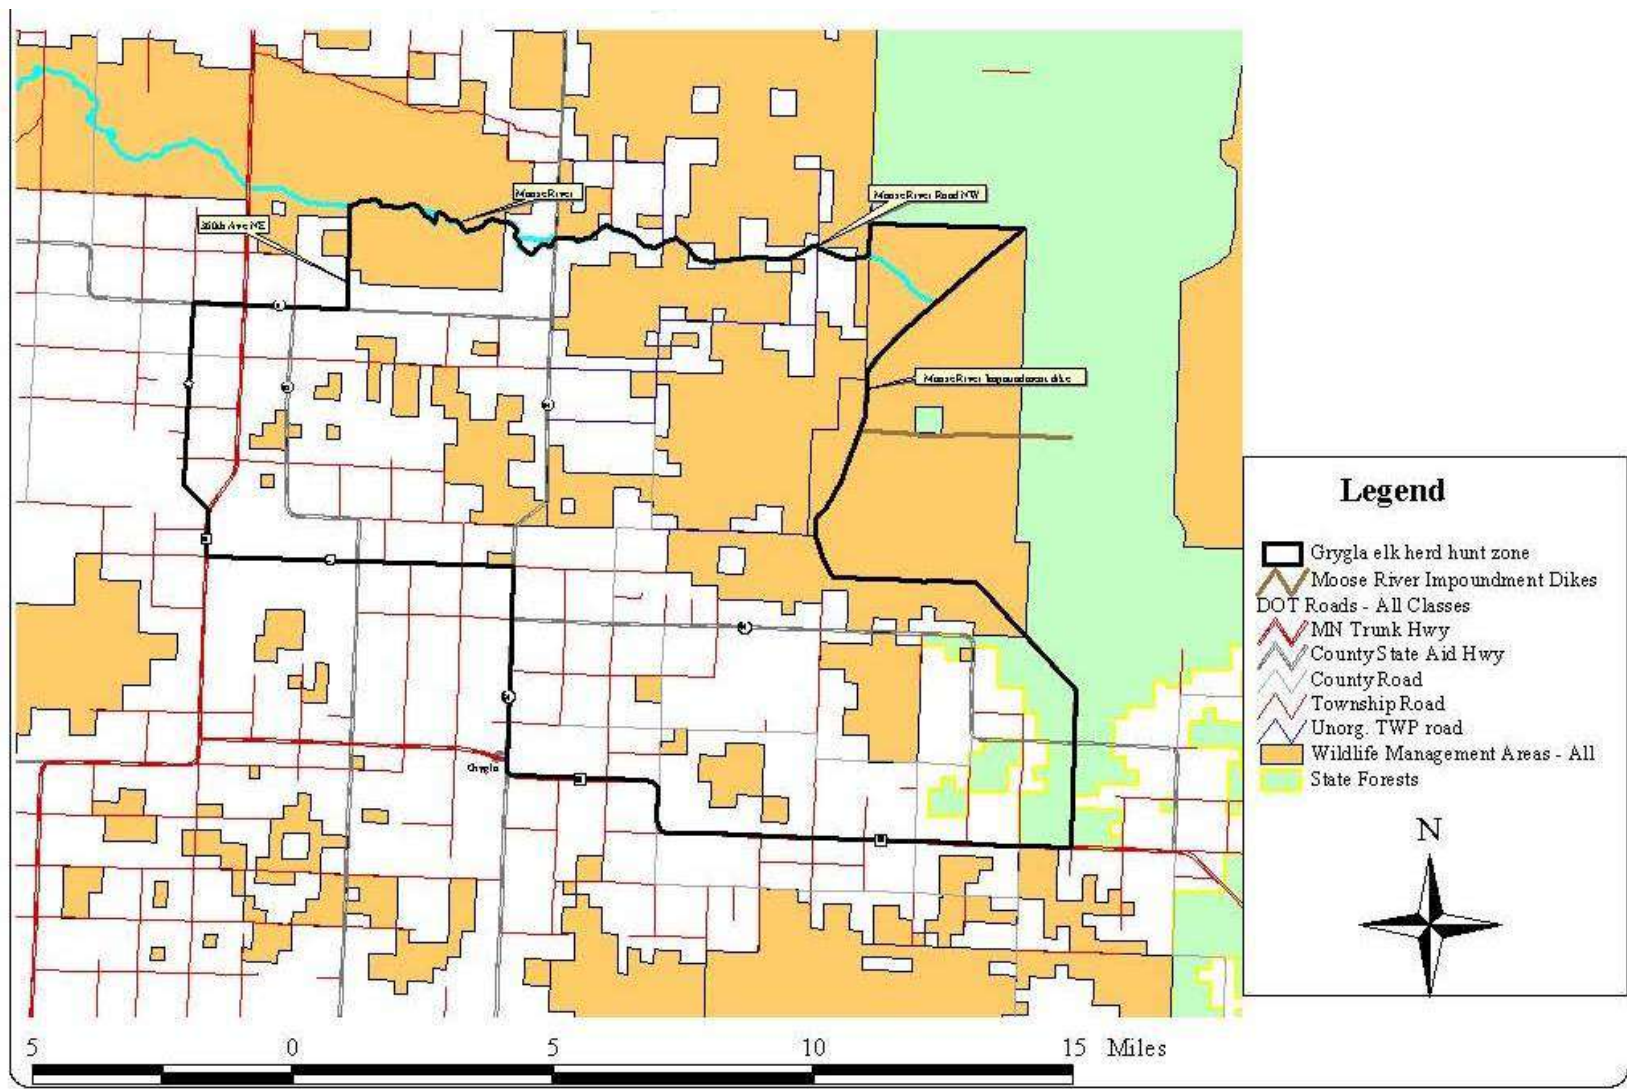 Moose River
Moose River Road NW
360th Ave NE
Moose River Impoundment dike
Grygla
Legend
Grygla elk herd hunt zone
Moose River Impoundment Dikes
DOT Roads - All Classes
MN Trunk Hwy
County State Aid Hwy
County Road
Township Road
Unorg. TWP road
Wildlife Management Areas - All
State Forests
N
5 0 5 10 15 Miles